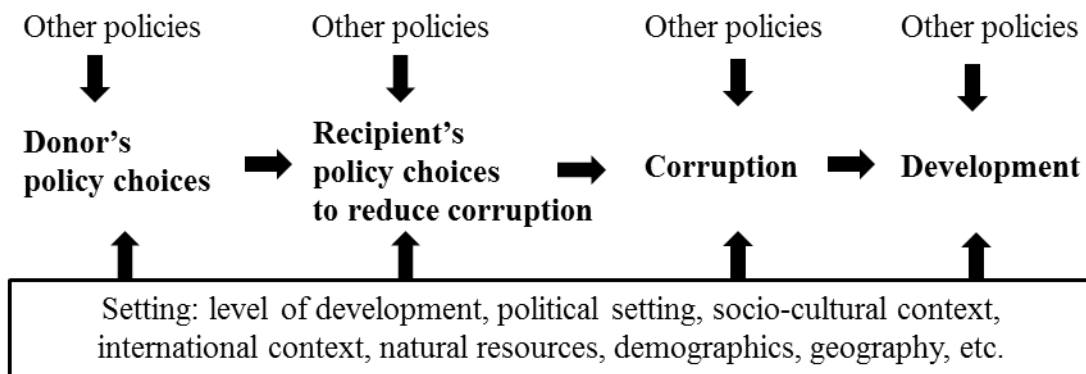 Other policies
Other policies
Other policies
Other policies
Donor’s
policy choices
Recipient’s
policy choices
to reduce corruption
Corruption
Development
Setting: level of development, political setting, socio-cultural context,
international context, natural resources, demographics, geography, etc.